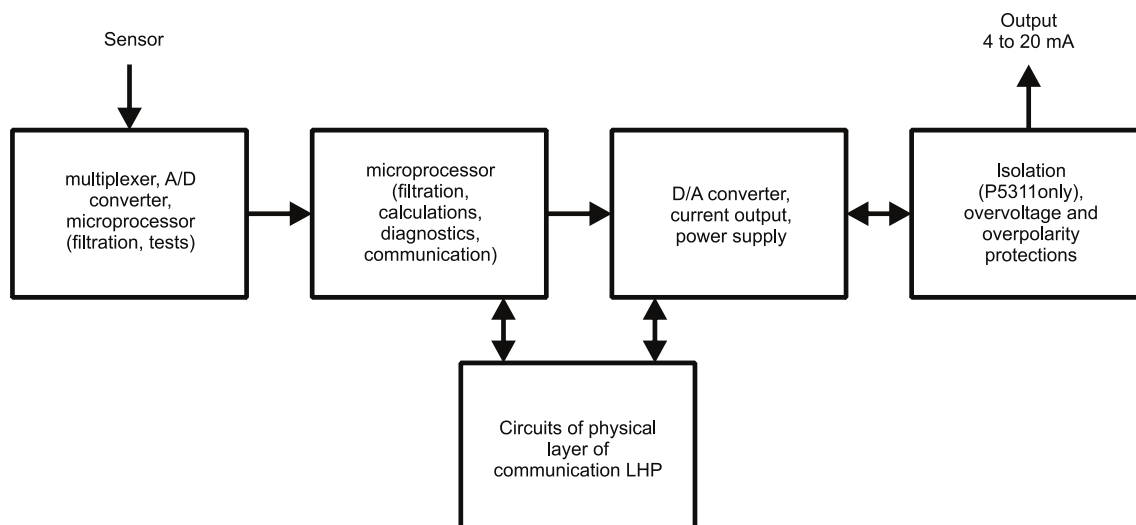 Sensor
Output
4 to 20 mA
multiplexer, A/D
converter,
microprocessor
(filtration, tests)
microprocessor
(filtration,
calculations,
diagnostics,
communication)
D/A converter,
current output,
power supply
Isolation
(P5311only),
overvoltage and
overpolarity
protections
Circuits of physical
layer of
communication LHP